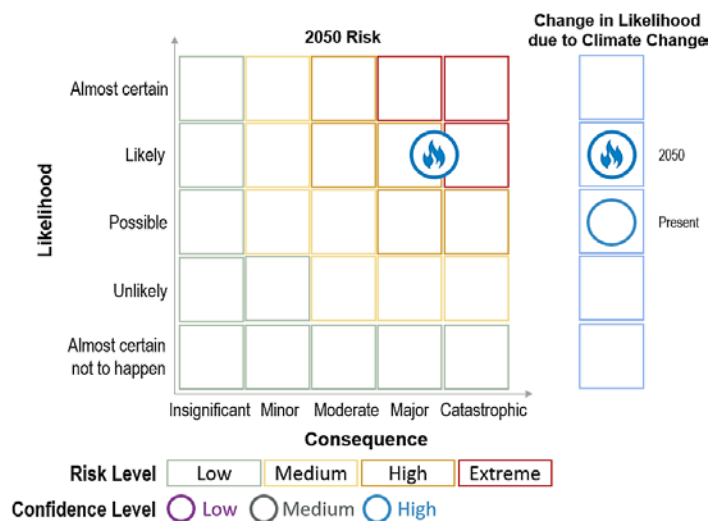 2050 Risk
Change in Likelihood
due to Climate Change
Almost certain
Likely
2050
Possible
Present
Unlikely
Almost certain
not to happen
Likelihood
Insignificant Minor Moderate Major Catastrophic
Consequence
Risk Level Low Medium High Extreme
Confidence Level Low Medium High